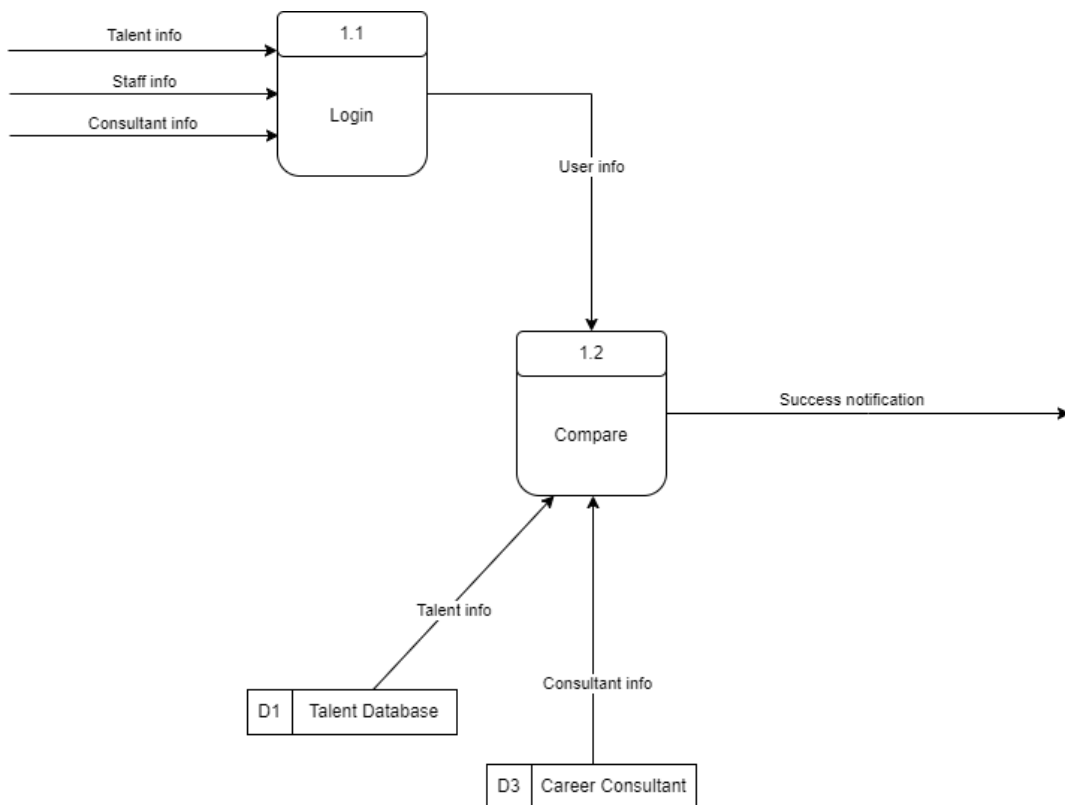 Talent info
1.1
Staff info
Consultant info
Login
User info
1.2
Success notification
Compare
Talent info
Consultant info
D1 Talent Database
D3 Career Consultant